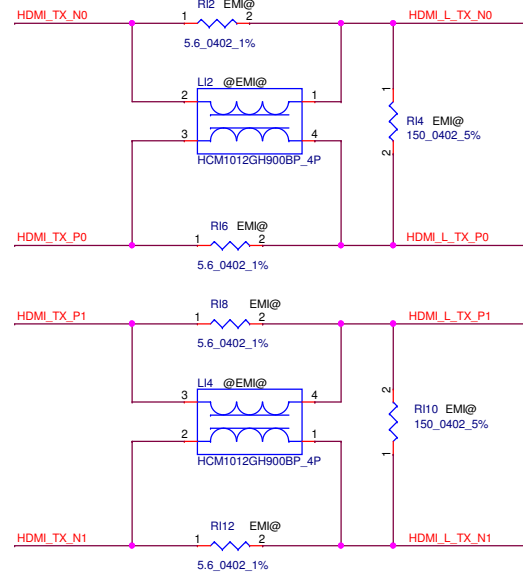 RI2 EMI@
HDMI_TX_N0 1 2 HDMI_L_TX_N0
5.6_0402_1%
LI2 @EMI@
1
2 1
RI4 EMI@
150_0402_5%
3 4
2
HCM1012GH900BP_4P
RI6 EMI@
HDMI_TX_P0 1 2 HDMI_L_TX_P0
5.6_0402_1%
RI8 EMI@
HDMI_TX_P1 1 2 HDMI_L_TX_P1
5.6_0402_1%
LI4 @EMI@
2
3 4
RI10 EMI@
150_0402_5%
2 1
1
HCM1012GH900BP_4P
RI12 EMI@
HDMI_TX_N1 1 2 HDMI_L_TX_N1
5.6_0402_1%